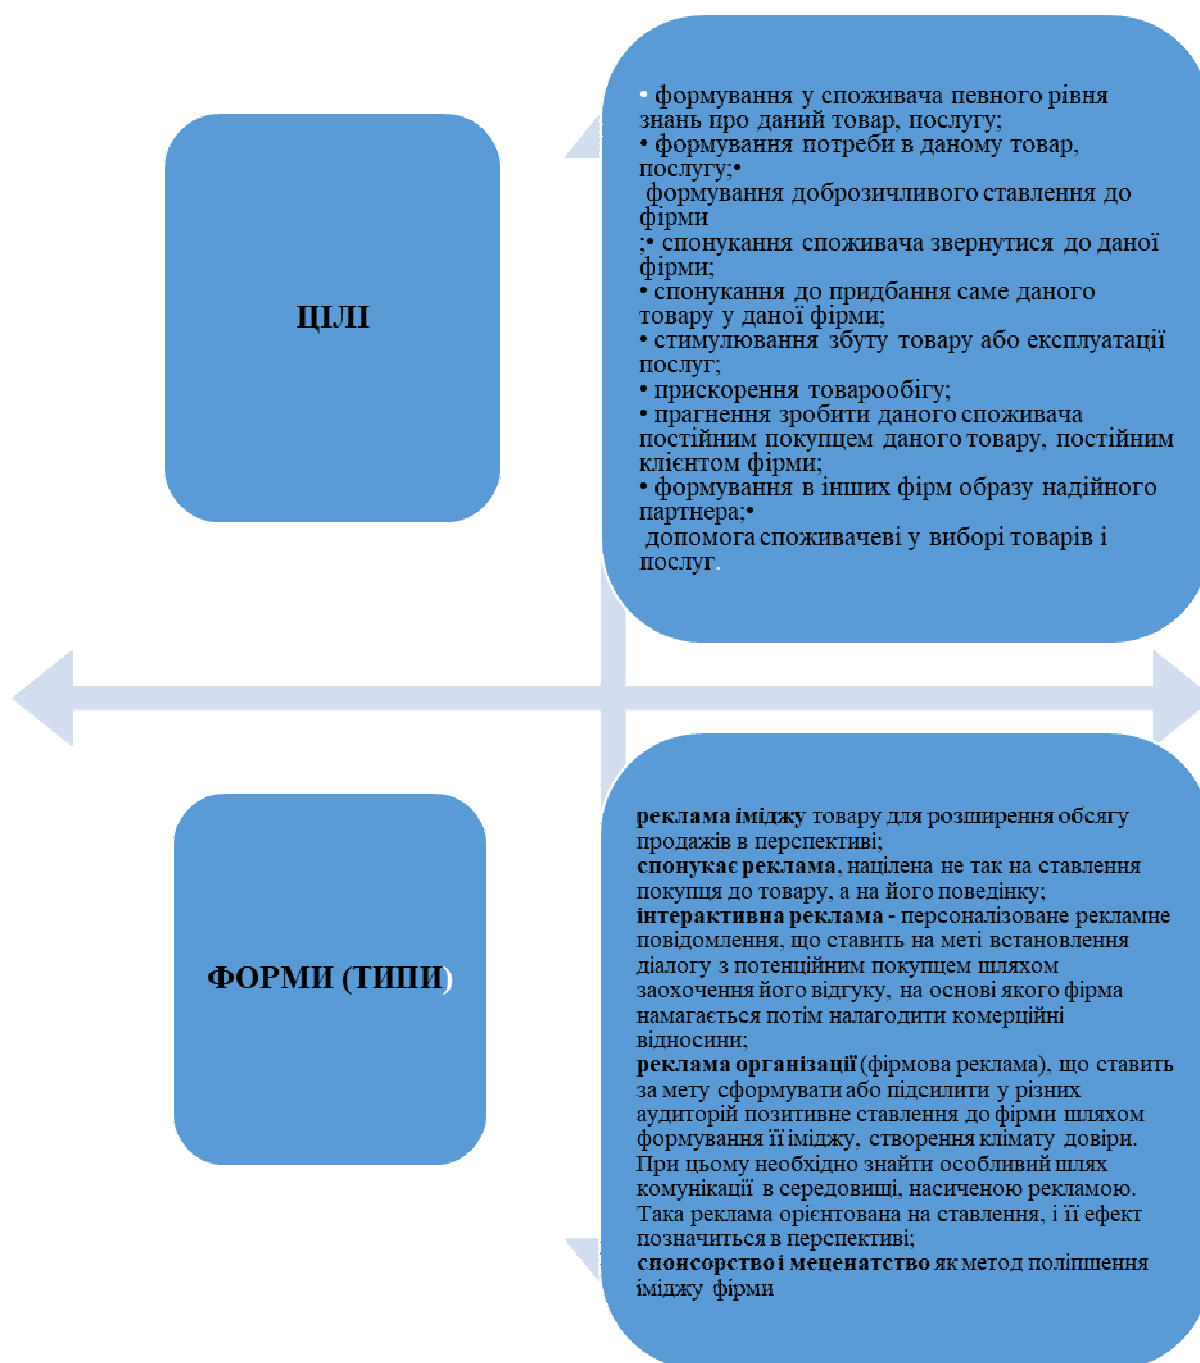 ЦІЛІ
• формування у споживача певного рівня
знань про даний товар, послугу;
• формування потреби в даному товар,
послугу;•
формування доброзичливого ставлення до
фірми
;• спонукання споживача звернутися до даної
фірми;
• спонукання до придбання саме даного
товару у даної фірми;
• стимулювання збуту товару або експлуатації
послуг;
• прискорення товарообігу;
• прагнення зробити даного споживача
постійним покупцем даного товару, постійним
клієнтом фірми;
• формування в інших фірм образу надійного
партнера;•
допомога споживачеві у виборі товарів і
послуг.
ФОРМИ (ТИПИ)
реклама іміджу товару для розширення обсягу
продажів в перспективі;
спонукає реклама, націлена не так на ставлення
покупця до товару, а на його поведінку;
інтерактивна реклама - персоналізоване рекламне
повідомлення, що ставить на меті встановлення
діалогу з потенційним покупцем шляхом
заохочення його відгуку, на основі якого фірма
намагається потім налагодити комерційні
відносини;
реклама організації (фірмова реклама), що ставить
за мету сформувати або підсилити у різних
аудиторій позитивне ставлення до фірми шляхом
формування її іміджу, створення клімату довіри.
При цьому необхідно знайти особливий шлях
комунікації в середовищі, насиченою рекламою.
Така реклама орієнтована на ставлення, і її ефект
позначиться в перспективі;
спонсорство і меценатство як метод поліпшення
іміджу фірми